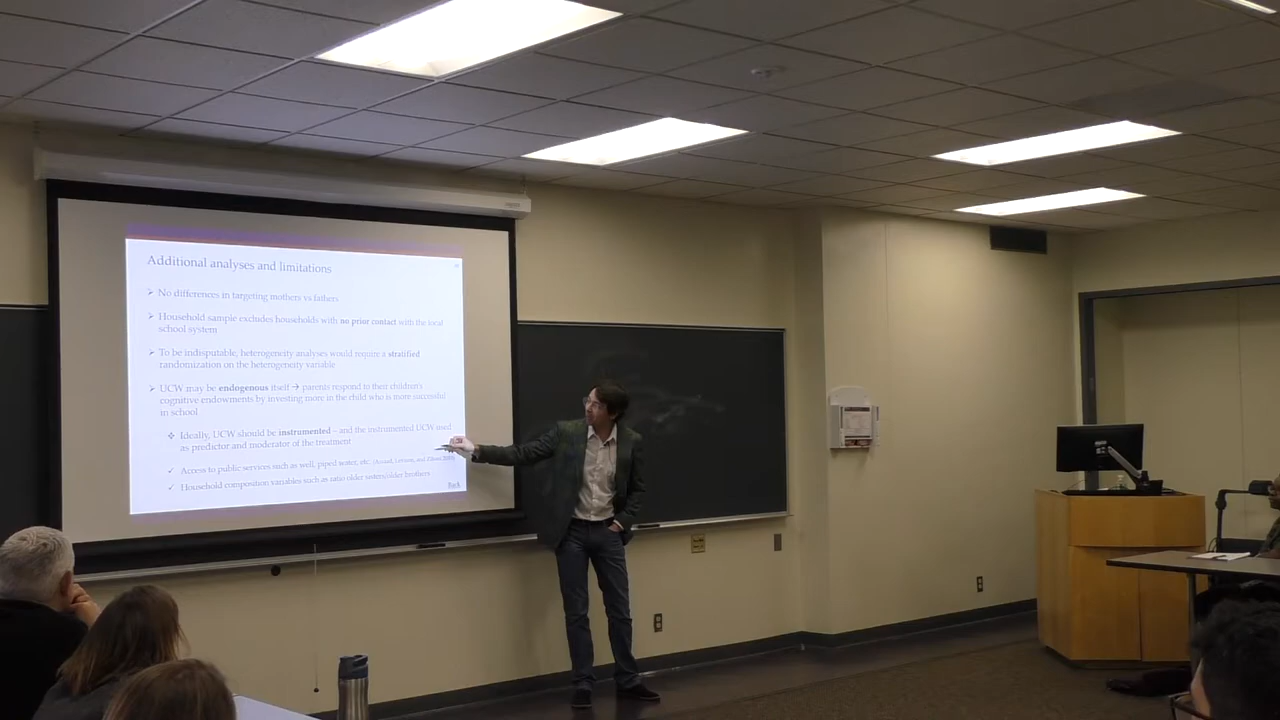 Additional analyses and limitations
➢ No differences in targeting mothers vs fathers
➢ Household sample excludes households with no prior contact with the local
school system
➢ To be indisputable, heterogeneity analyses would require a stratified
randomization on the heterogeneity variable
➢ UCW may be endogenous itself → parents respond to their children's
cognitive endowments by investing more in the child who is more successful
in school
❖ Ideally, UCW should be instrumented – and the instrumented UCW used
as predictor and moderator of the treatment
✓ Access to public services such as well, piped water, etc.
✓ Household composition variables such as ratio older sisters/older brothers
Back